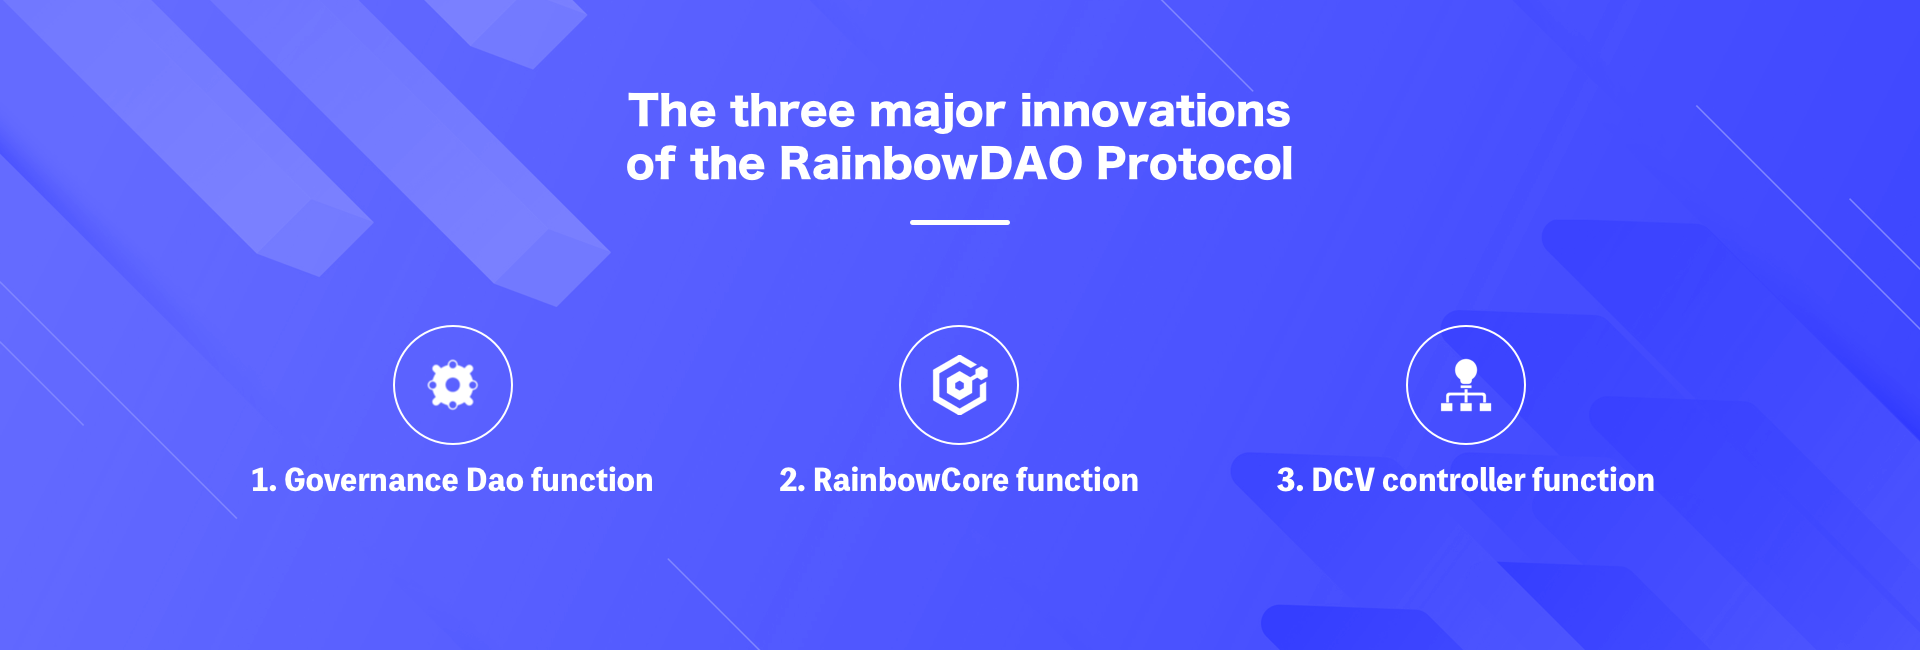 The three major innovations
of the RainbowDAO Protocol
1. Governance Dao function
2. RainbowCore function
3. DCV controller function